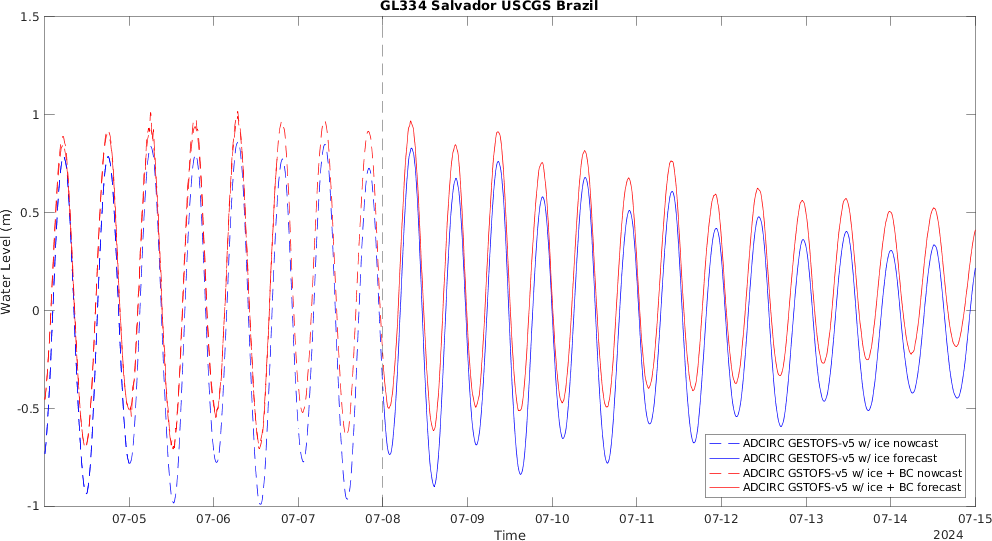 GL334 Salvador USCGS Brazil
1.5
1
0.5
0
-0.5
-1
Water Level (m)
07-05 07-06 07-07 07-08 07-09 07-10 07-11 07-12 07-13 07-14 07-15
Time
2024
ADCIRC GESTOFS-v5 w/ ice nowcast
ADCIRC GESTOFS-v5 w/ ice forecast
ADCIRC GSTOFS-v5 w/ ice + BC nowcast
ADCIRC GSTOFS-v5 w/ ice + BC forecast